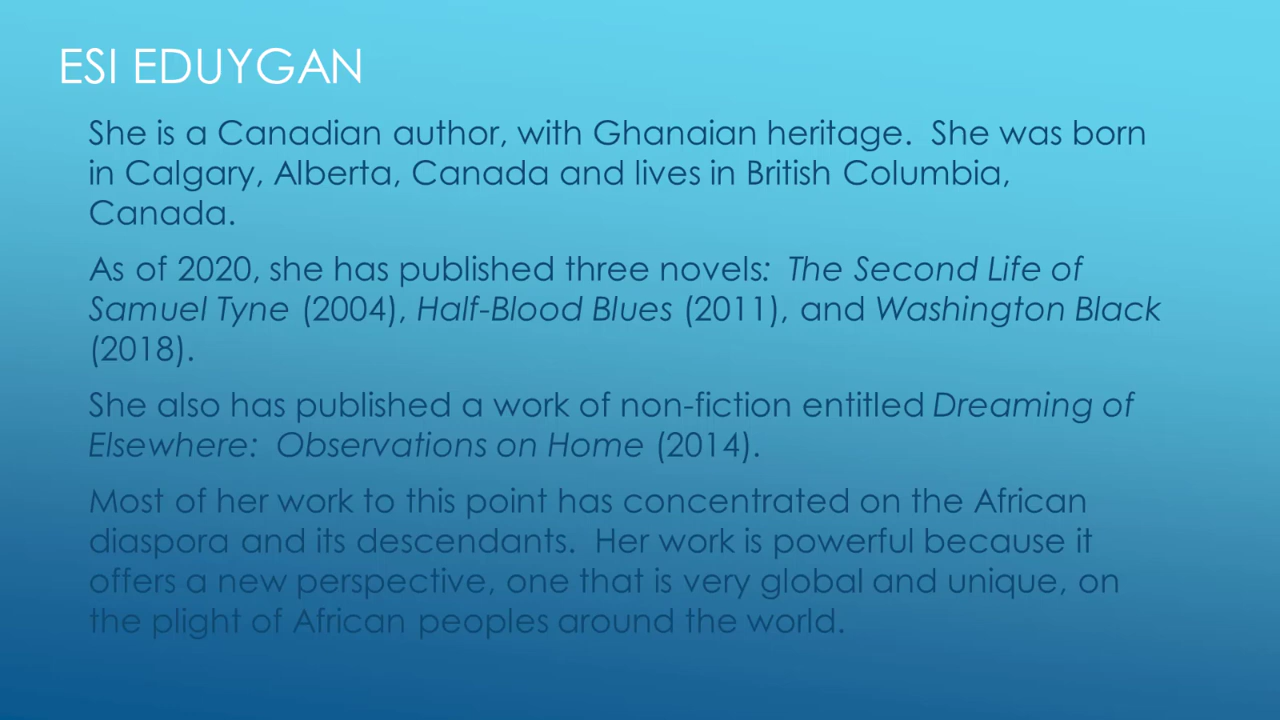 ESI EDUYGAN
She is a Canadian author, with Ghanaian heritage.  She was born
in Calgary, Alberta, Canada and lives in British Columbia,
Canada.
As of 2020, she has published three novels:  The Second Life of
Samuel Tyne (2004), Half-Blood Blues (2011), and Washington Black
(2018).
She also has published a work of non-fiction entitled Dreaming of
Elsewhere:  Observations on Home (2014).
Most of her work to this point has concentrated on the African
diaspora and its descendants.  Her work is powerful because it
offers a new perspective, one that is very global and unique, on
the plight of African peoples around the world.